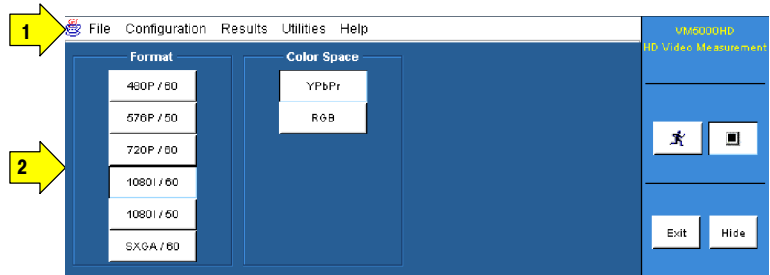 1
File Configuration Results Utilities Help
VM5000HD
HD Video Measurement
Format
Color Space
480P / 60
YPbPr
576P / 50
RGB
720P / 60
2
1080I / 60
1080I / 50
SXGA / 60
Exit
Hide